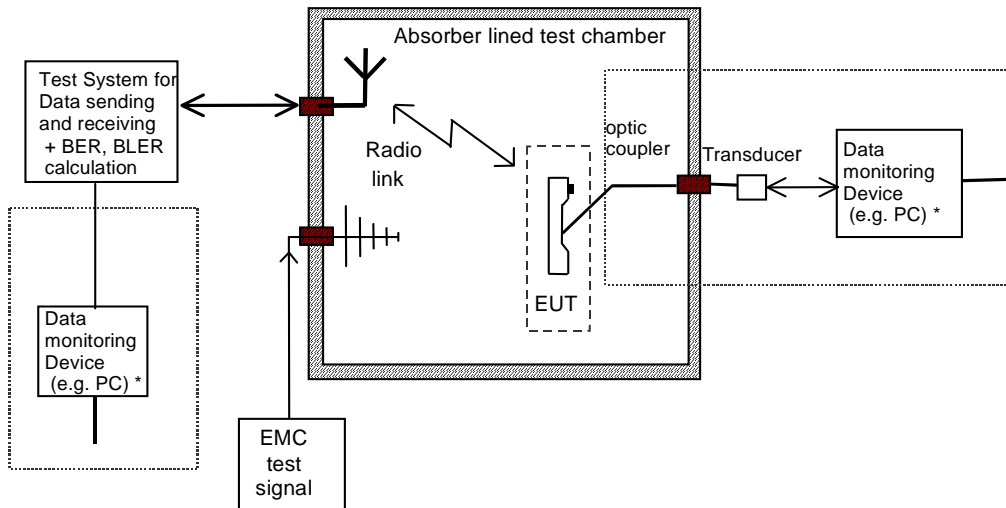 Absorber lined test chamber
Test System for
Data sending
and receiving
+ BER, BLER
calculation
Radio
link
optic
coupler
Transducer
Data
monitoring
Device
(e.g. PC) *
EUT
Data
monitoring
Device
(e.g. PC) *
EMC
test
signal